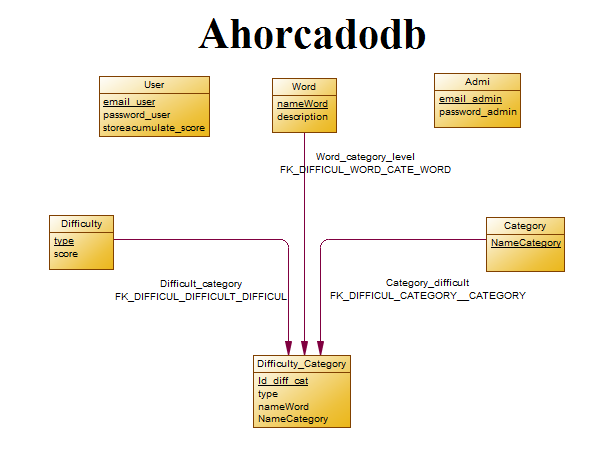 Ahorcadodb
User
email_user
password_user
storeacumulate_score
Word
nameWord
description
Admi
email_admin
password_admin
Word_category_level
FK_DIFFICUL_WORD_CATE_WORD
Difficulty
type
score
Category
NameCategory
Difficult_category
FK_DIFFICUL_DIFFICULT_DIFFICUL
Category_difficult
FK_DIFFICUL_CATEGORY__CATEGORY
Difficulty_Category
Id_diff_cat
type
nameWord
NameCategory